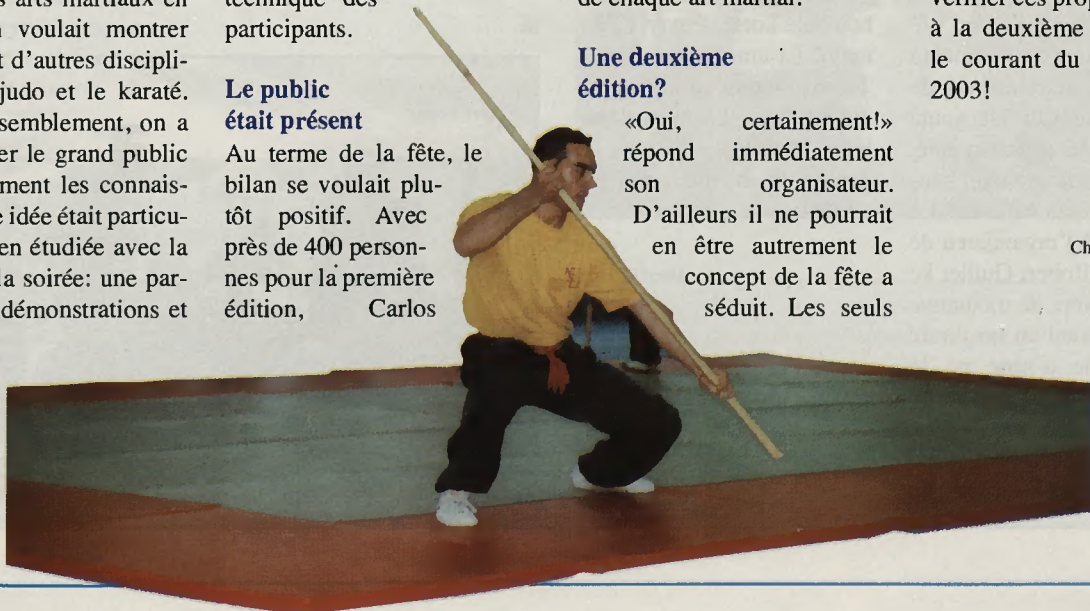 s arts martiaux en
voulait montrer
t d'autres discipli-
judo et le karaté.
semblement, on a
er le grand public
ment les connais-
e idée était particu-
en étudiée avec la
la soirée: une par-
démonstrations et
technique des
participants.
Le public
était présent
Au terme de la fête, le
bilan se voulait plu-
tôt positif. Avec
près de 400 person-
nes pour la première
édition, Carlos
de chaque art martial.
Une deuxième
édition?
«Oui, certainement!»
répond immédiatement
son organisateur.
D'ailleurs il ne pourrait
en être autrement le
concept de la fête a
séduit. Les seuls
vérifier ces prop
à la deuxième
le courant du
2003!
Ch